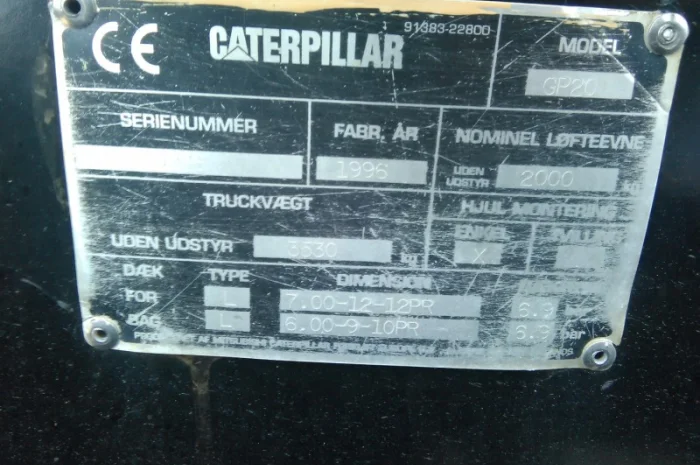 CE CATERPILLAR 91383-22800 MODEL
GP20
SERIENUMMER FABR. ÅR NOMINEL LØFTEEVNE
1996 UDEN UDSTYR 2000 kg
TRUCKVÆGT HJUL MONTERING
UDEN UDSTYR 3530 kg ENKEL
X
DÆK TYPE DIMENSION
FOR L 7.00-12-12PR
BAG L 6.00-9-10PR bar